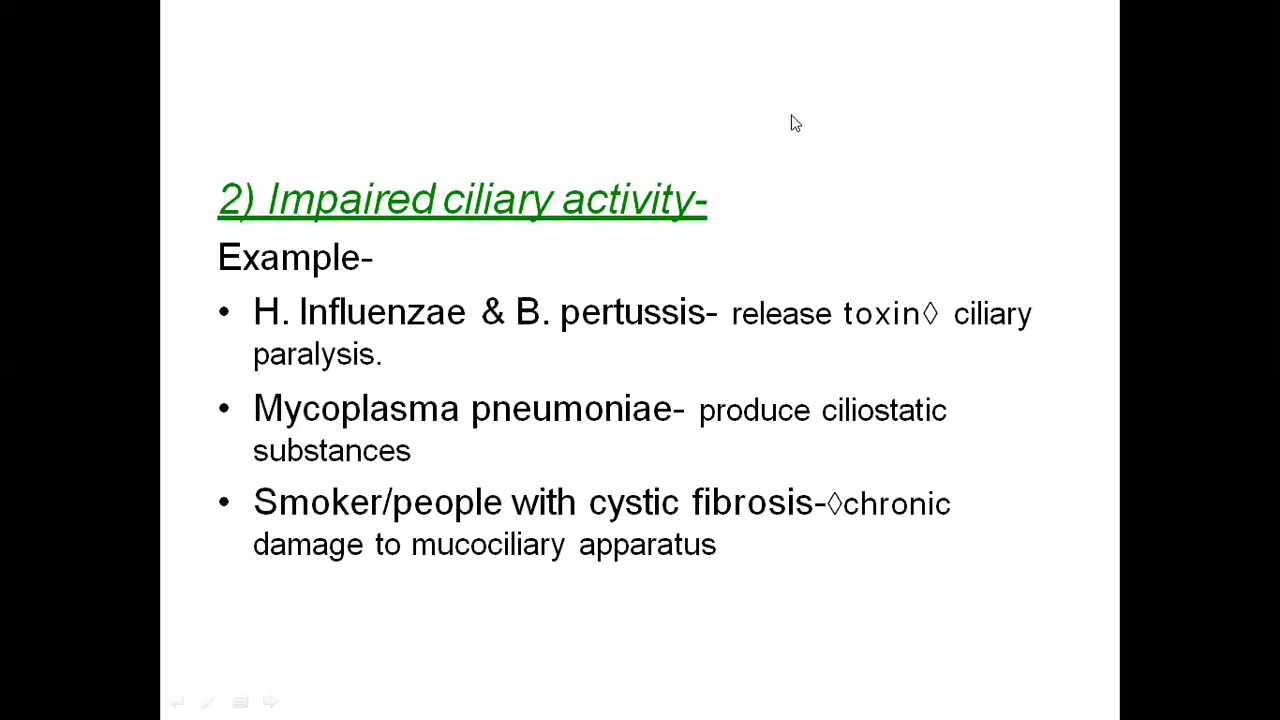 2) Impaired ciliary activity-
Example-
• H. Influenzae & B. pertussis- release toxin◊ ciliary
paralysis.
• Mycoplasma pneumoniae- produce ciliostatic
substances
• Smoker/people with cystic fibrosis-◊chronic
damage to mucociliary apparatus